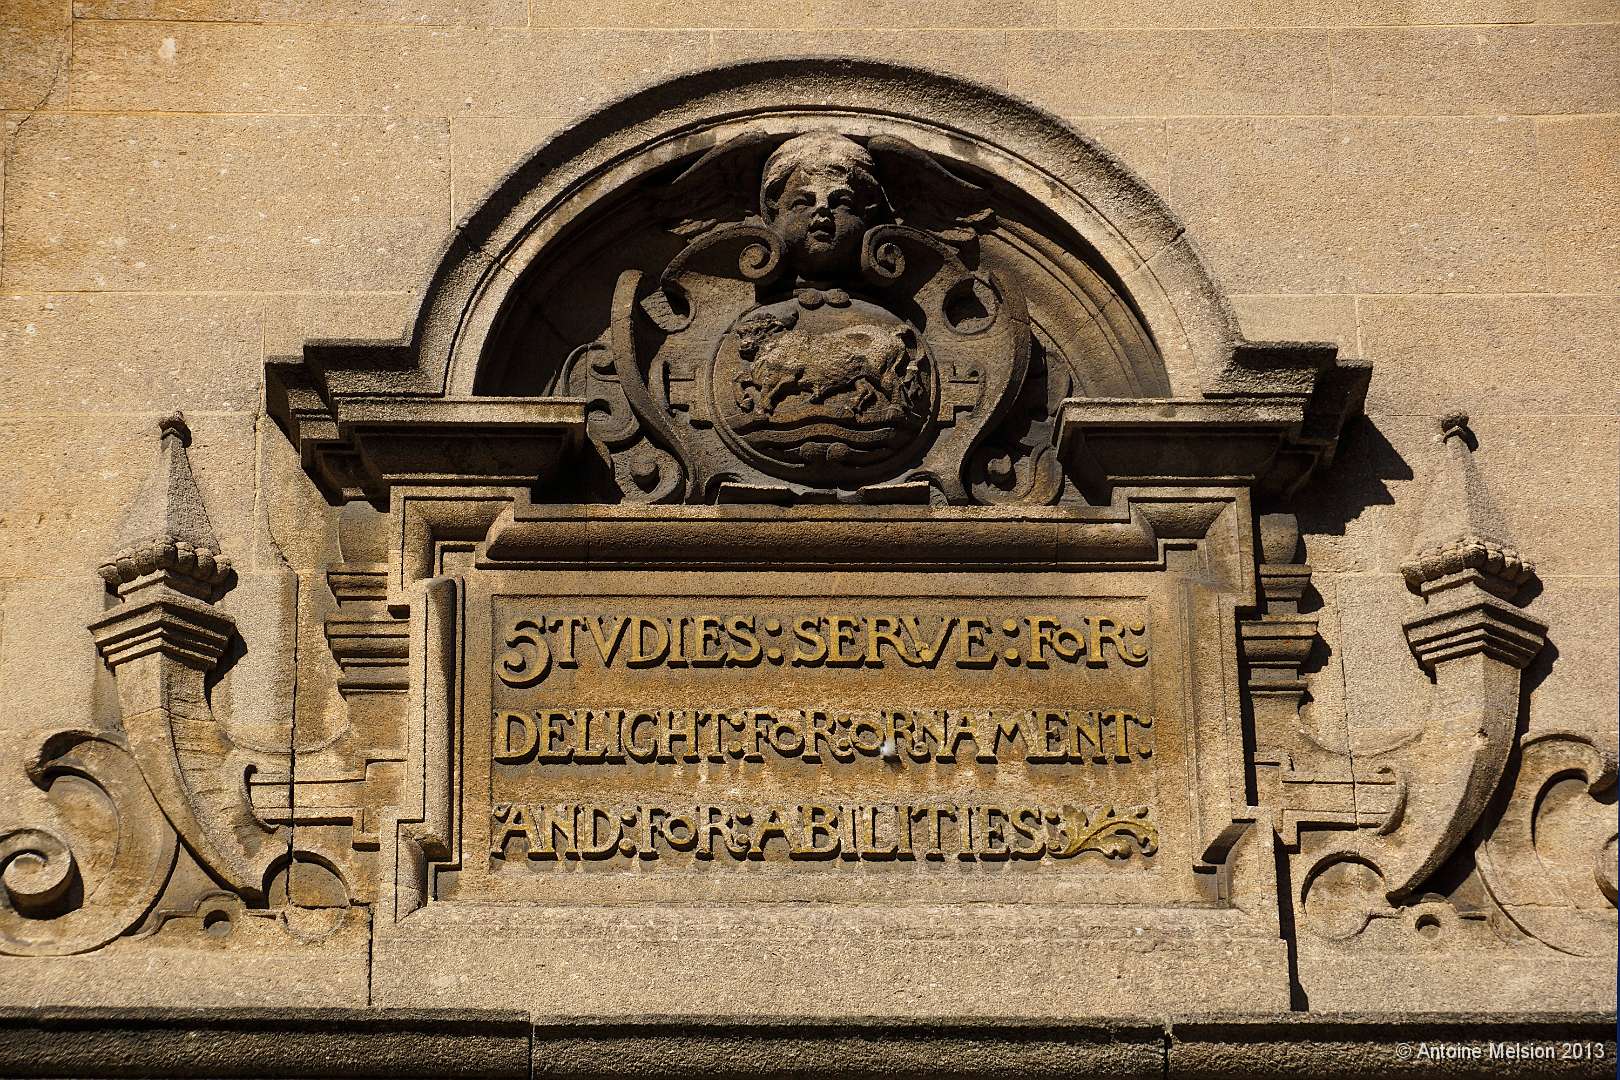 STVDIES: SERVE: FOR:
DELIGHT: FOR: ORNAMENT:
AND: FOR: ABILITIES:
© Antoine Melsion 2013